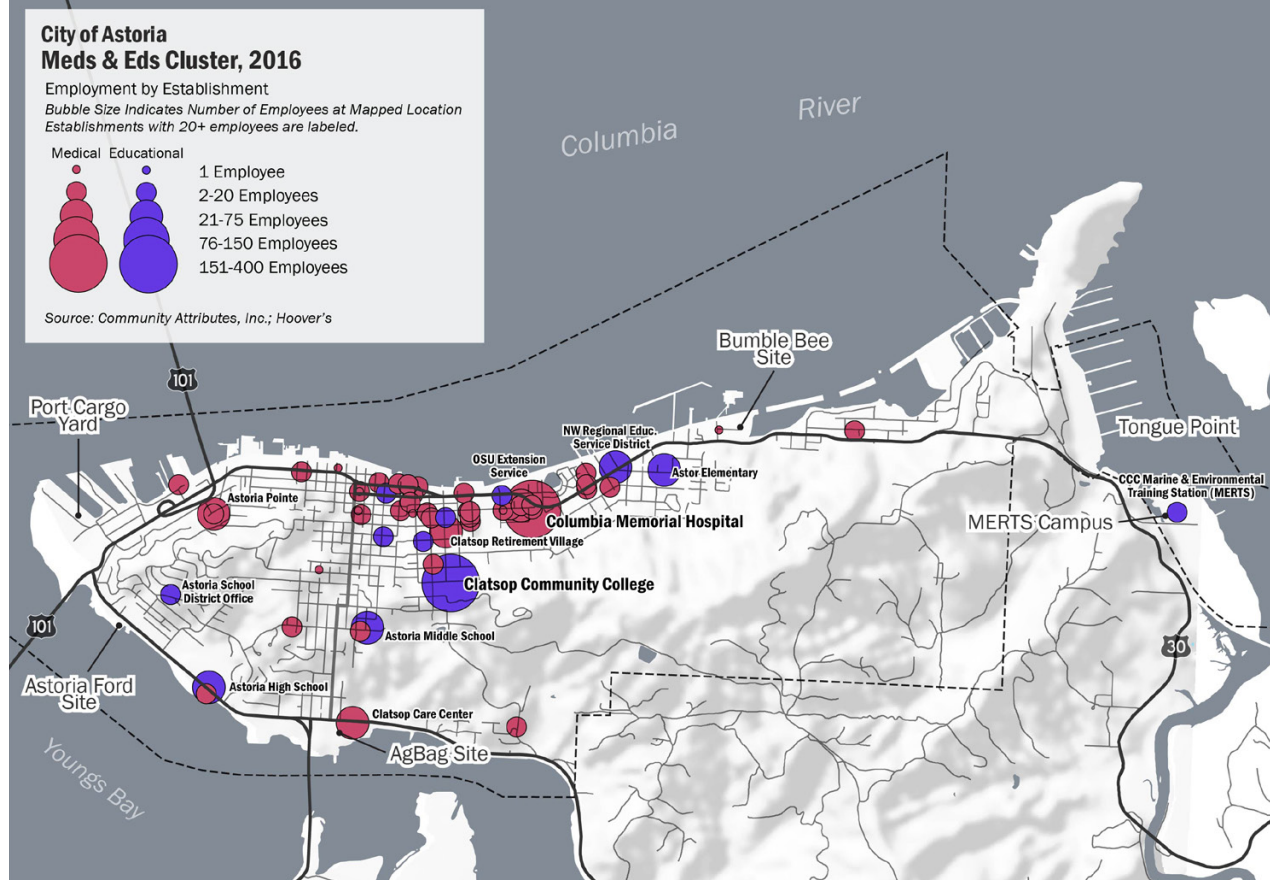 City of Astoria
Meds & Eds Cluster, 2016
Employment by Establishment
Bubble Size Indicates Number of Employees at Mapped Location
Establishments with 20+ employees are labeled.
Medical Educational
1 Employee
2-20 Employees
21-75 Employees
76-150 Employees
151-400 Employees
Source: Community Attributes, Inc.; Hoover's
Columbia River
101
Port Cargo
Yard
Bumble Bee
Site
Tongue Point
NW Regional Educ.
Service District
OSU Extension
Service
Astor Elementary
CCC Marine & Environmental
Training Station (MERTS)
Astoria Pointe
Columbia Memorial Hospital
MERTS Campus
Clatsop Retirement Village
Astoria School
District Office
Clatsop Community College
101
Astoria Middle School
30
Astoria Ford
Site
Astoria High School
Clatsop Care Center
AgBag Site
Youngs Bay